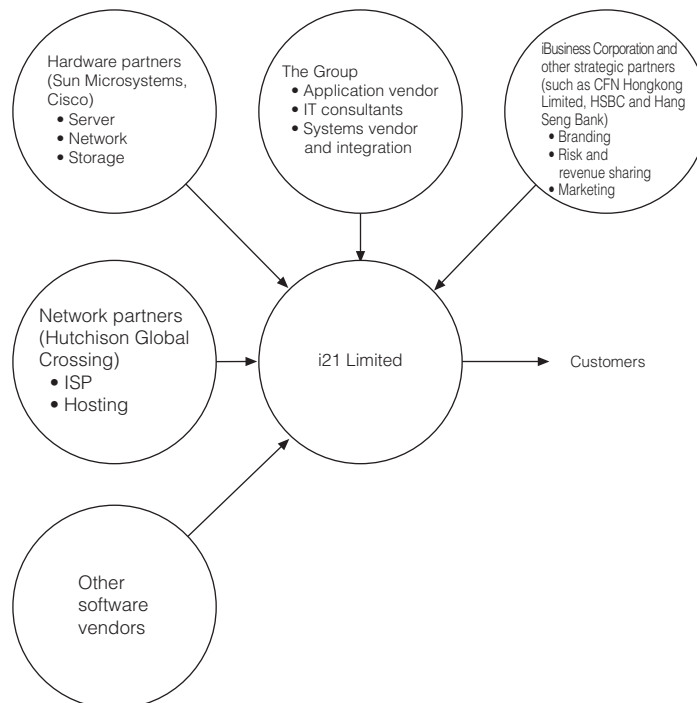 Hardware partners
(Sun Microsystems,
Cisco)
• Server
• Network
• Storage
The Group
• Application vendor
• IT consultants
• Systems vendor
and integration
iBusiness Corporation and
other strategic partners
(such as CFN Hongkong
Limited, HSBC and Hang
Seng Bank)
• Branding
• Risk and
revenue sharing
• Marketing
Network partners
(Hutchison Global
Crossing)
• ISP
• Hosting
i21 Limited
Customers
Other
software
vendors